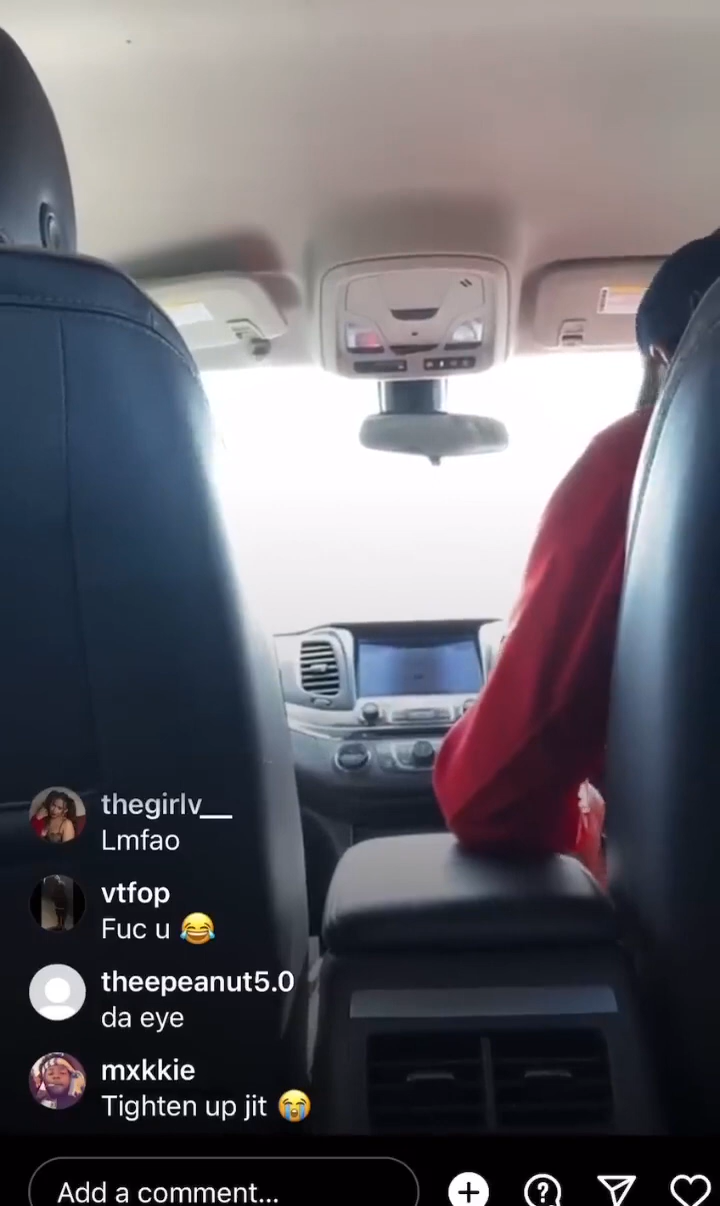 thegirlv__
Lmfao
vtfop
Fuc u 😂
theepeanut5.0
da eye
mxkkie
Tighten up jit 😭
Add a comment...